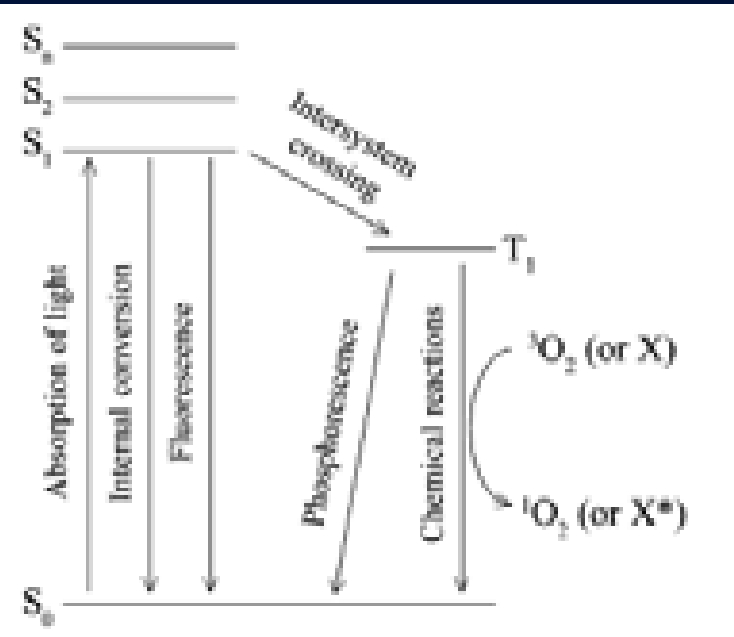 Sₙ
S₂
S₁
Intersystem
crossing
T₁
Absorption of light
Internal conversion
Fluorescence
Phosphorescence
Chemical reactions
³O₂ (or X)
¹O₂ (or X*)
S₀